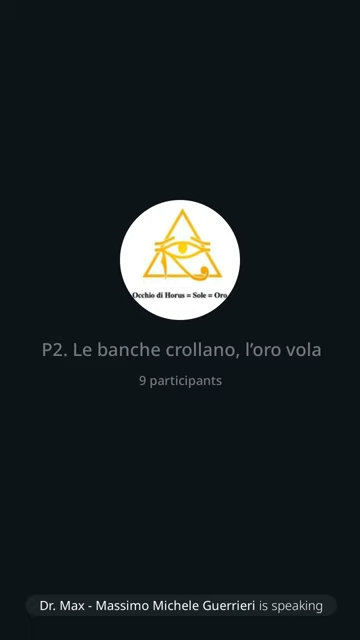 Occhio di Horus = Sole = Oro
P2. Le banche crollano, l’oro vola
9 participants
Dr. Max - Massimo Michele Guerrieri is speaking